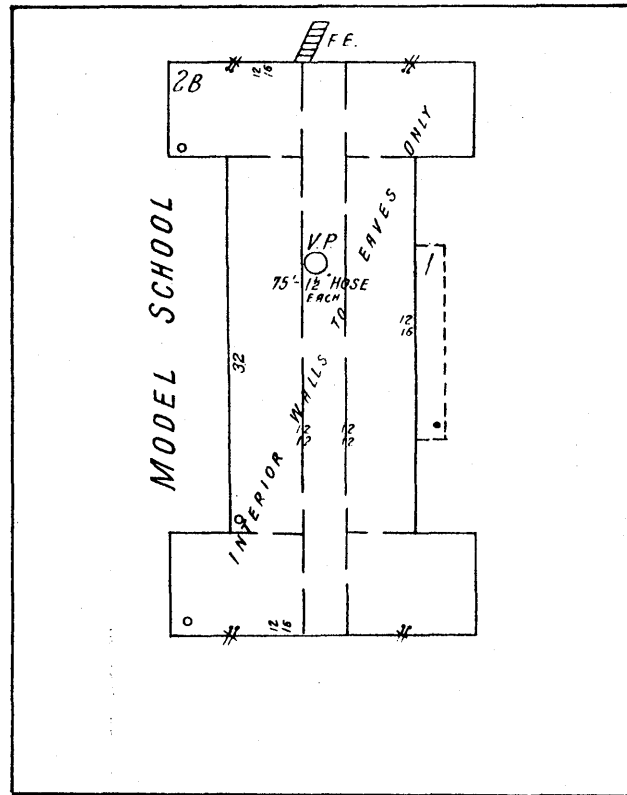 F.E.
2B
12
16
MODEL SCHOOL
V.P.
75'-1½" HOSE
EACH
INTERIOR WALLS TO EAVES ONLY
1
32
12
16
12
12
12
12
12
16